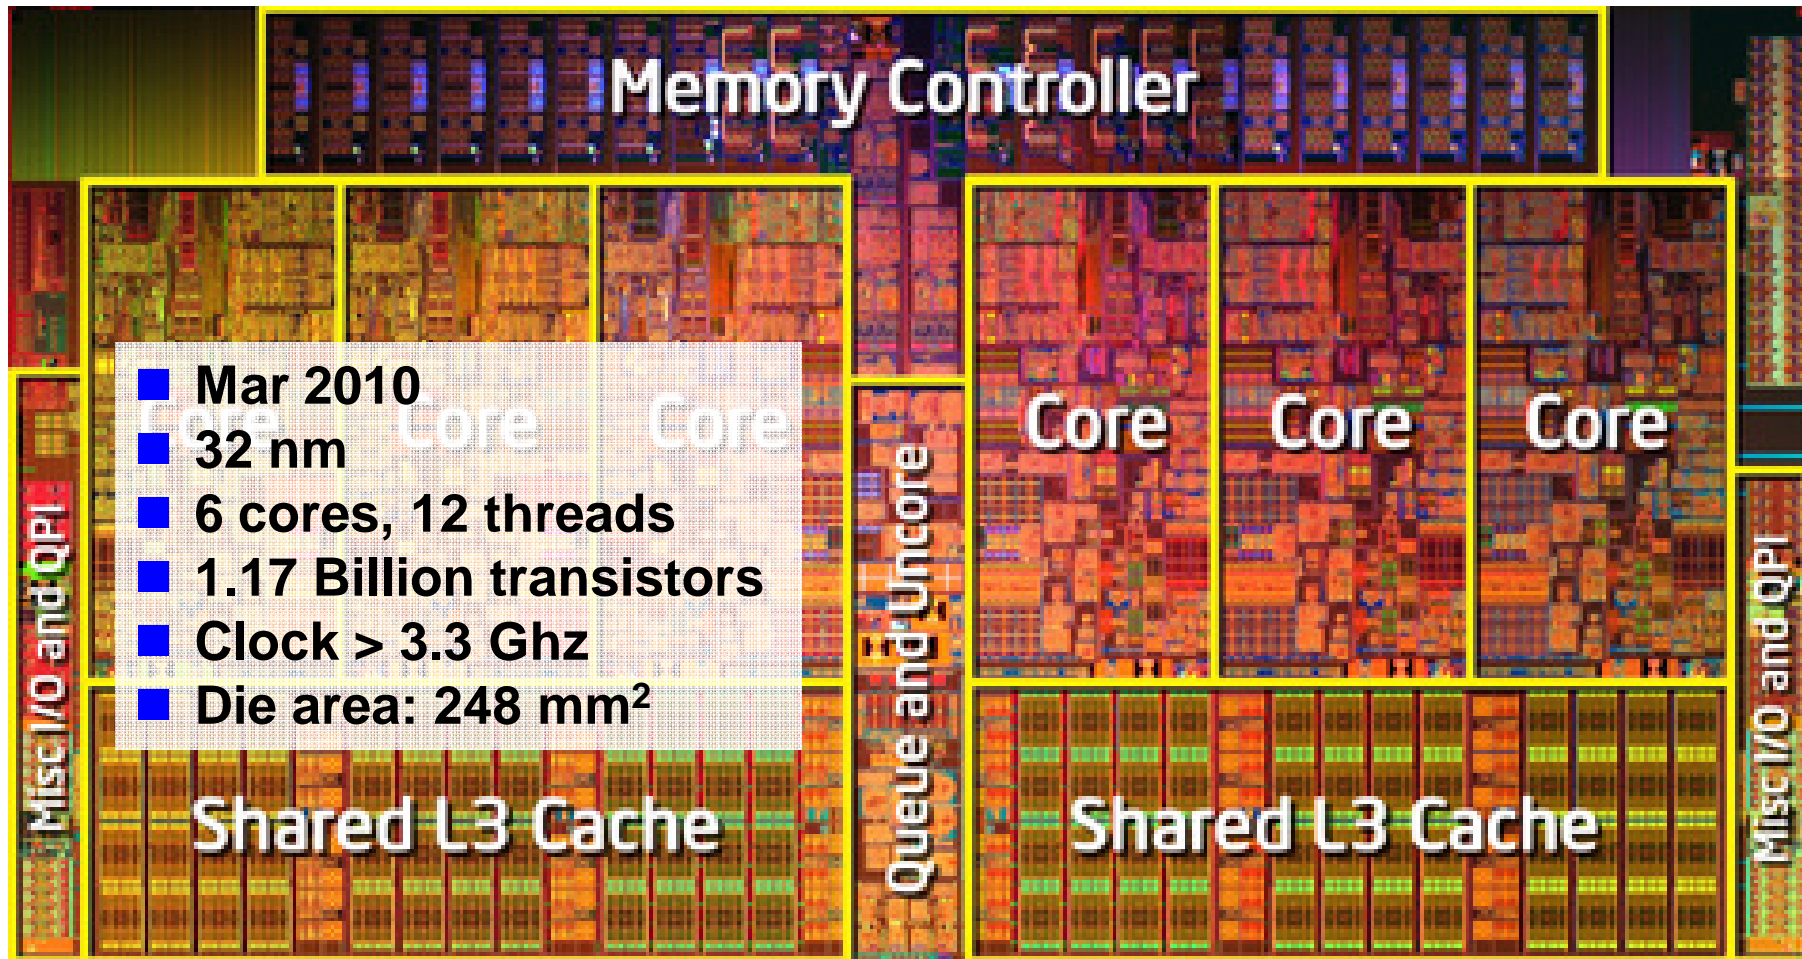 Memory Controller
Mar 2010
32 nm
6 cores, 12 threads
1.17 Billion transistors
Clock > 3.3 Ghz
Die area: 248 mm²
Core Core Core
Core Core Core
Misc I/O and QPI
Queue and Uncore
Misc I/O and QPI
Shared L3 Cache
Shared L3 Cache